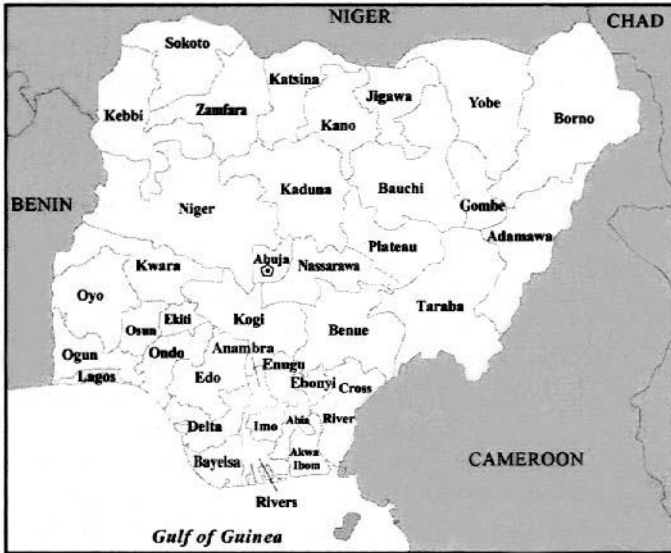 NIGER
CHAD
Sokoto
Katsina
Jigawa
Yobe
Borno
Kebbi
Zamfara
Kano
BENIN
Niger
Kaduna
Bauchi
Gombe
Adamawa
Plateau
Kwara
Abuja
Nassarawa
Oyo
Taraba
Osun
Ekiti
Kogi
Benue
Ogun
Ondo
Anambra
Enugu
Lagos
Edo
Ebonyi
Cross
River
Delta
Imo
Abia
Bayelsa
Akwa
Ibom
CAMEROON
Rivers
Gulf of Guinea